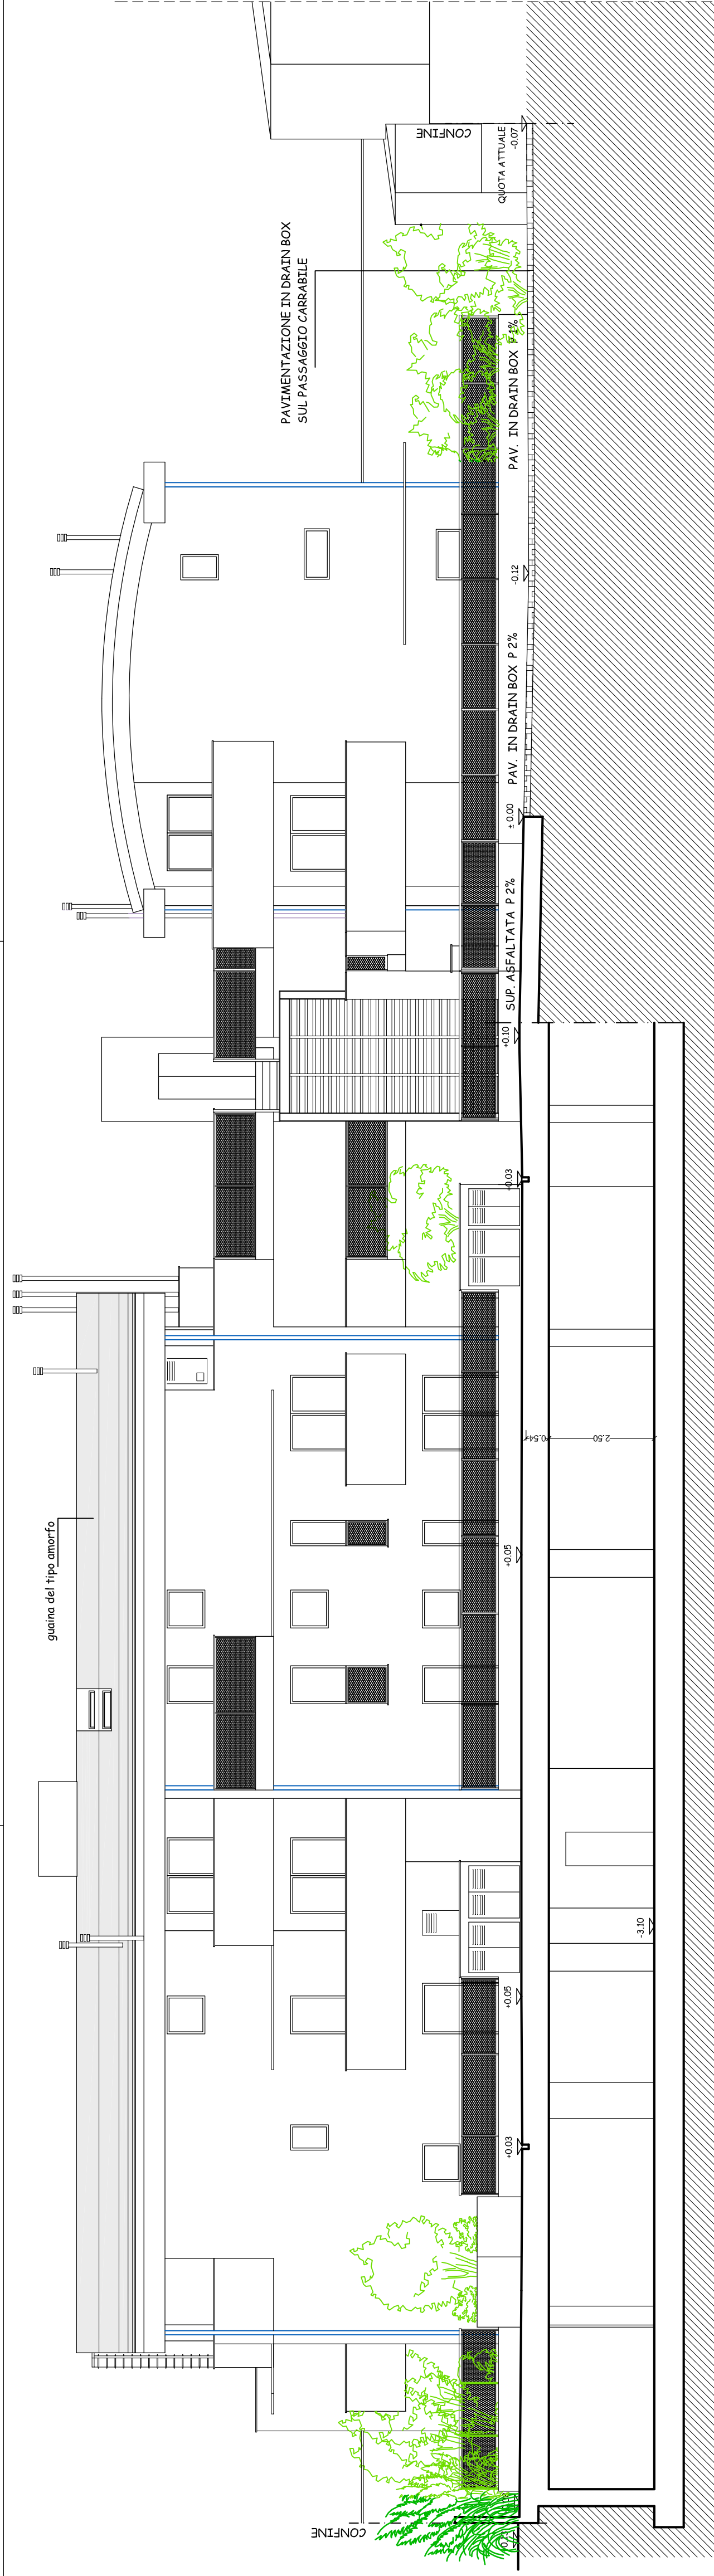 CONFINE
QUOTA ATTUALE
-0.07
PAVIMENTAZIONE IN DRAIN BOX
SUL PASSAGGIO CARRABILE
PAV. IN DRAIN BOX P 1%
-0.12
PAV. IN DRAIN BOX P 2%
± 0.00
SUP. ASFALTATA P 2%
+0.10
+0.03
0.54
2.50
guaina del tipo amorfo
+0.05
-3.10
+0.05
+0.03
CONFINE